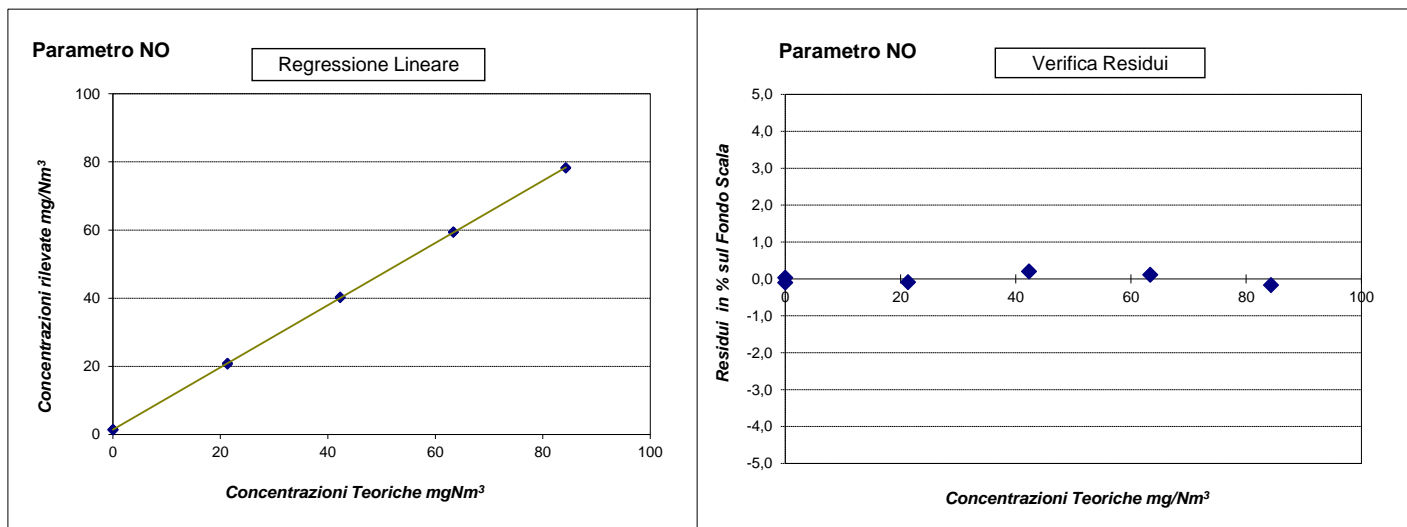 Parametro NO
Regressione Lineare
Concentrazioni rilevate mg/Nm³
100
80
60
40
20
0
0 20 40 60 80 100
Concentrazioni Teoriche mgNm³
Parametro NO
Verifica Residui
Residui in % sul Fondo Scala
5,0
4,0
3,0
2,0
1,0
0,0
-1,0
-2,0
-3,0
-4,0
-5,0
0 20 40 60 80 100
Concentrazioni Teoriche mg/Nm³